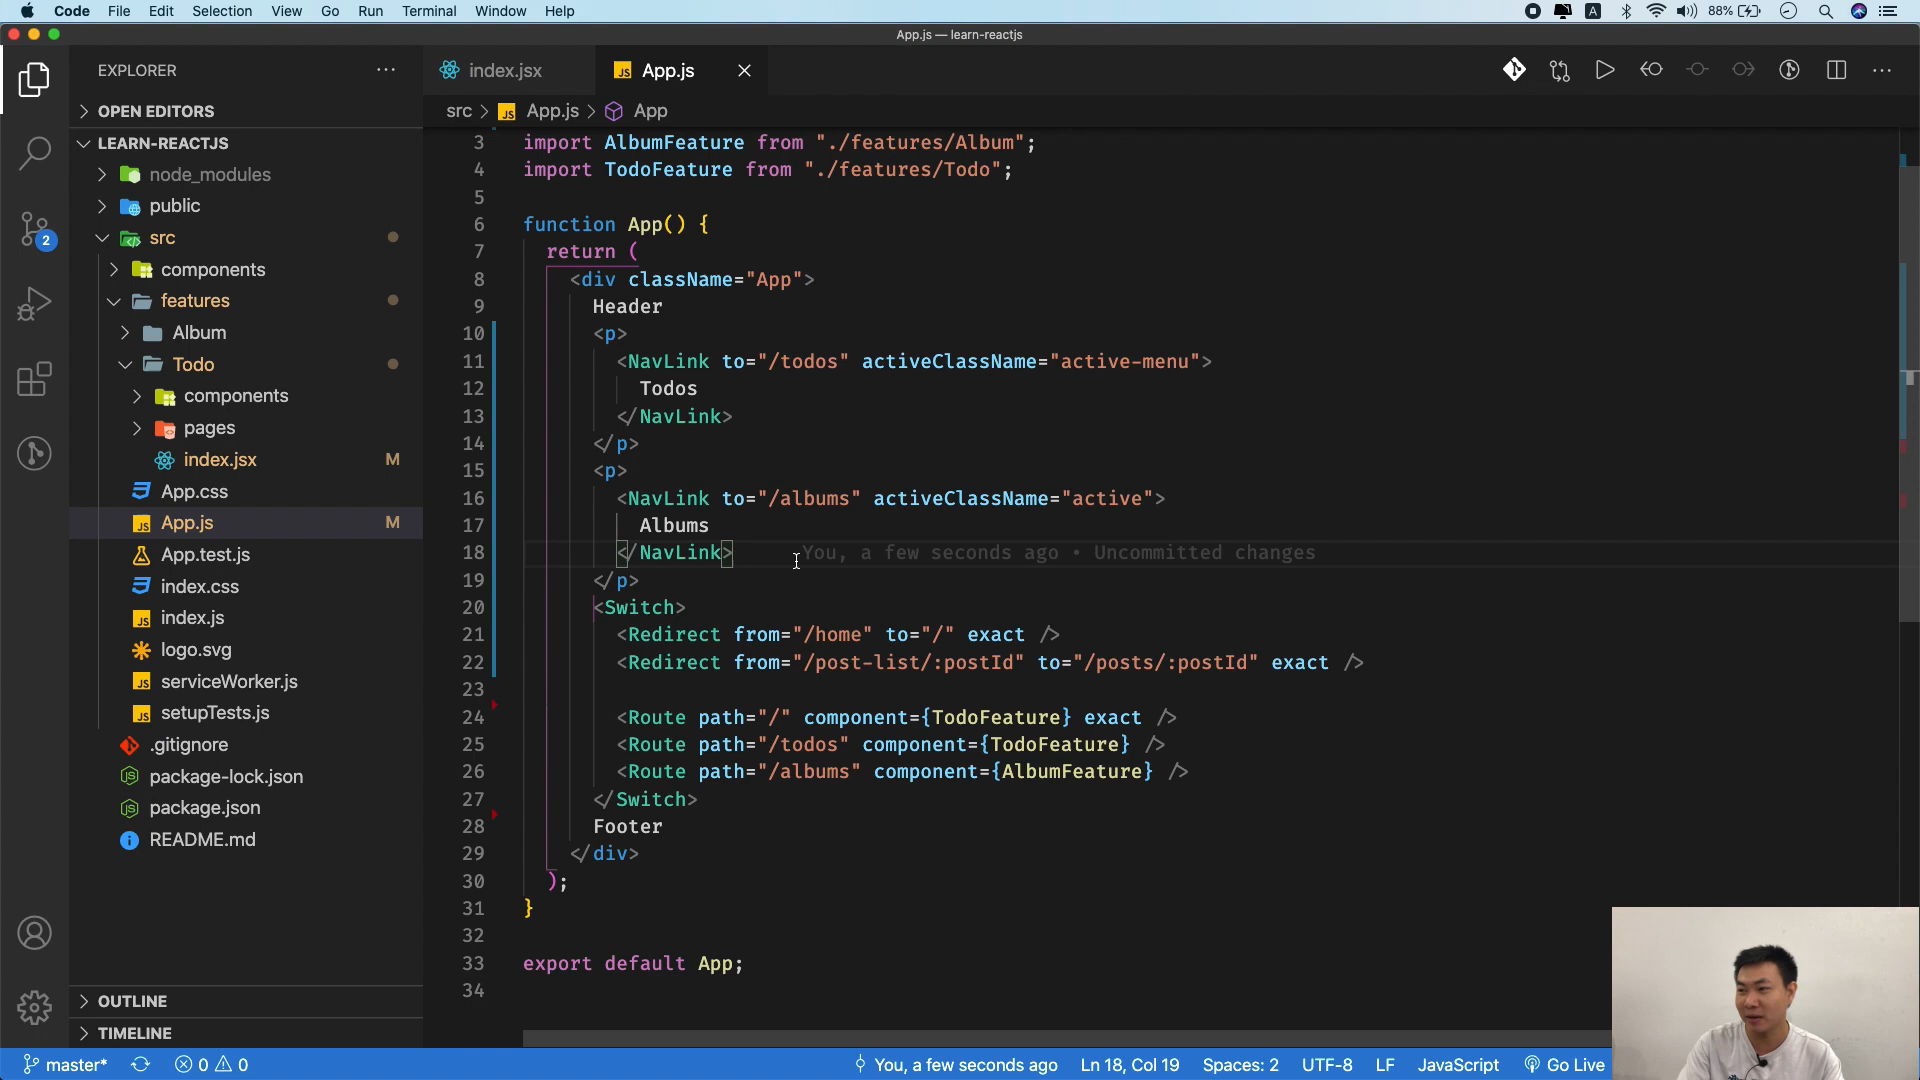 Code File Edit Selection View Go Run Terminal Window Help
A 88%
App.js — learn-reactjs
EXPLORER
index.jsx
App.js
OPEN EDITORS
src > App.js > App
LEARN-REACTJS
node_modules
public
src
components
features
Album
Todo
components
pages
index.jsx M
App.css
App.js M
App.test.js
index.css
index.js
logo.svg
serviceWorker.js
setupTests.js
.gitignore
package-lock.json
package.json
README.md
OUTLINE
TIMELINE
2
3 import AlbumFeature from "./features/Album";
4 import TodoFeature from "./features/Todo";
5
6 function App() {
7 return (
8 <div className="App">
9 Header
10 <p>
11 <NavLink to="/todos" activeClassName="active-menu">
12 Todos
13 </NavLink>
14 </p>
15 <p>
16 <NavLink to="/albums" activeClassName="active">
17 Albums
18 </NavLink> You, a few seconds ago • Uncommitted changes
19 </p>
20 <Switch>
21 <Redirect from="/home" to="/" exact />
22 <Redirect from="/post-list/:postId" to="/posts/:postId" exact />
23
24 <Route path="/" component={TodoFeature} exact />
25 <Route path="/todos" component={TodoFeature} />
26 <Route path="/albums" component={AlbumFeature} />
27 </Switch>
28 Footer
29 </div>
30 );
31 }
32
33 export default App;
34
master* 0 0 You, a few seconds ago Ln 18, Col 19 Spaces: 2 UTF-8 LF JavaScript Go Live